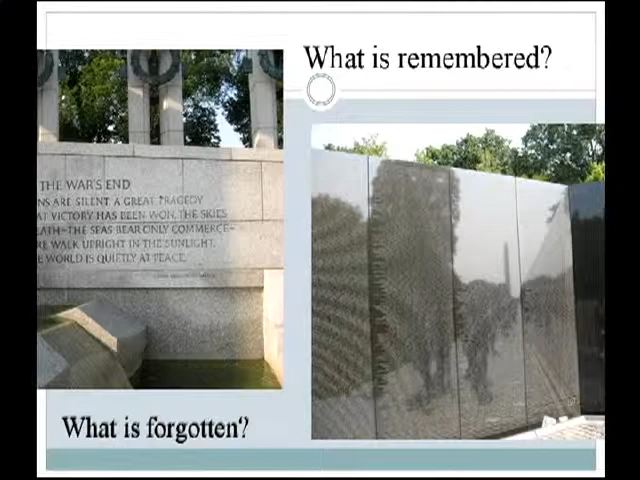 What is remembered?
THE WAR'S END
NS ARE SILENT A GREAT TRAGEDY
AT VICTORY HAS BEEN WON. THE SKIES
EATH-THE SEAS BEAR ONLY COMMERCE-
RE WALK UPRIGHT IN THE SUNLIGHT.
E WORLD IS QUIETLY AT PEACE.
What is forgotten?